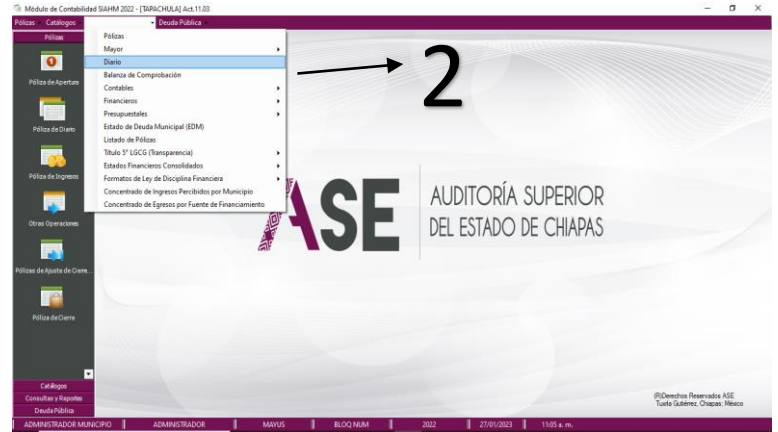 Módulo de Contabilidad SIAHM 2022 - [TAPACHULA] Act.11.03
Pólizas Catálogos Deuda Pública
Pólizas
Póliza de Apertura
Póliza de Diario
Póliza de Ingresos
Otras Operaciones
Pólizas de Ajuste de Cierre...
Póliza de Cierre
Catálogos
Consultas y Reportes
Deuda Pública
Pólizas
Mayor
Diario
Balanza de Comprobación
Contables
Financieros
Presupuestales
Estado de Deuda Municipal (EDM)
Listado de Pólizas
Título 5° LGCG (Transparencia)
Estados Financieros Consolidados
Formatos de Ley de Disciplina Financiera
Concentrado de Ingresos Percibidos por Municipio
Concentrado de Egresos por Fuente de Financiamiento
2
ASE
AUDITORÍA SUPERIOR
DEL ESTADO DE CHIAPAS
(R)Derechos Reservados ASE
Tuxtla Gutiérrez, Chiapas; México
ADMINISTRADOR MUNICIPIO ADMINISTRADOR MAYUS BLOQ NUM 2022 27/01/2023 11:05 a. m.